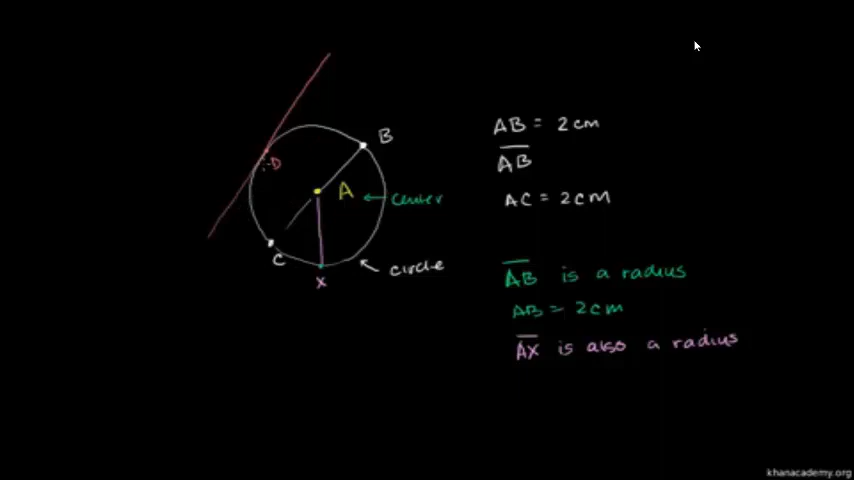 B
AB = 2cm
AB
D
A ← center
AC = 2cm
C
circle
X
AB is a radius
AB = 2cm
AX is also a radius
khanacademy.org